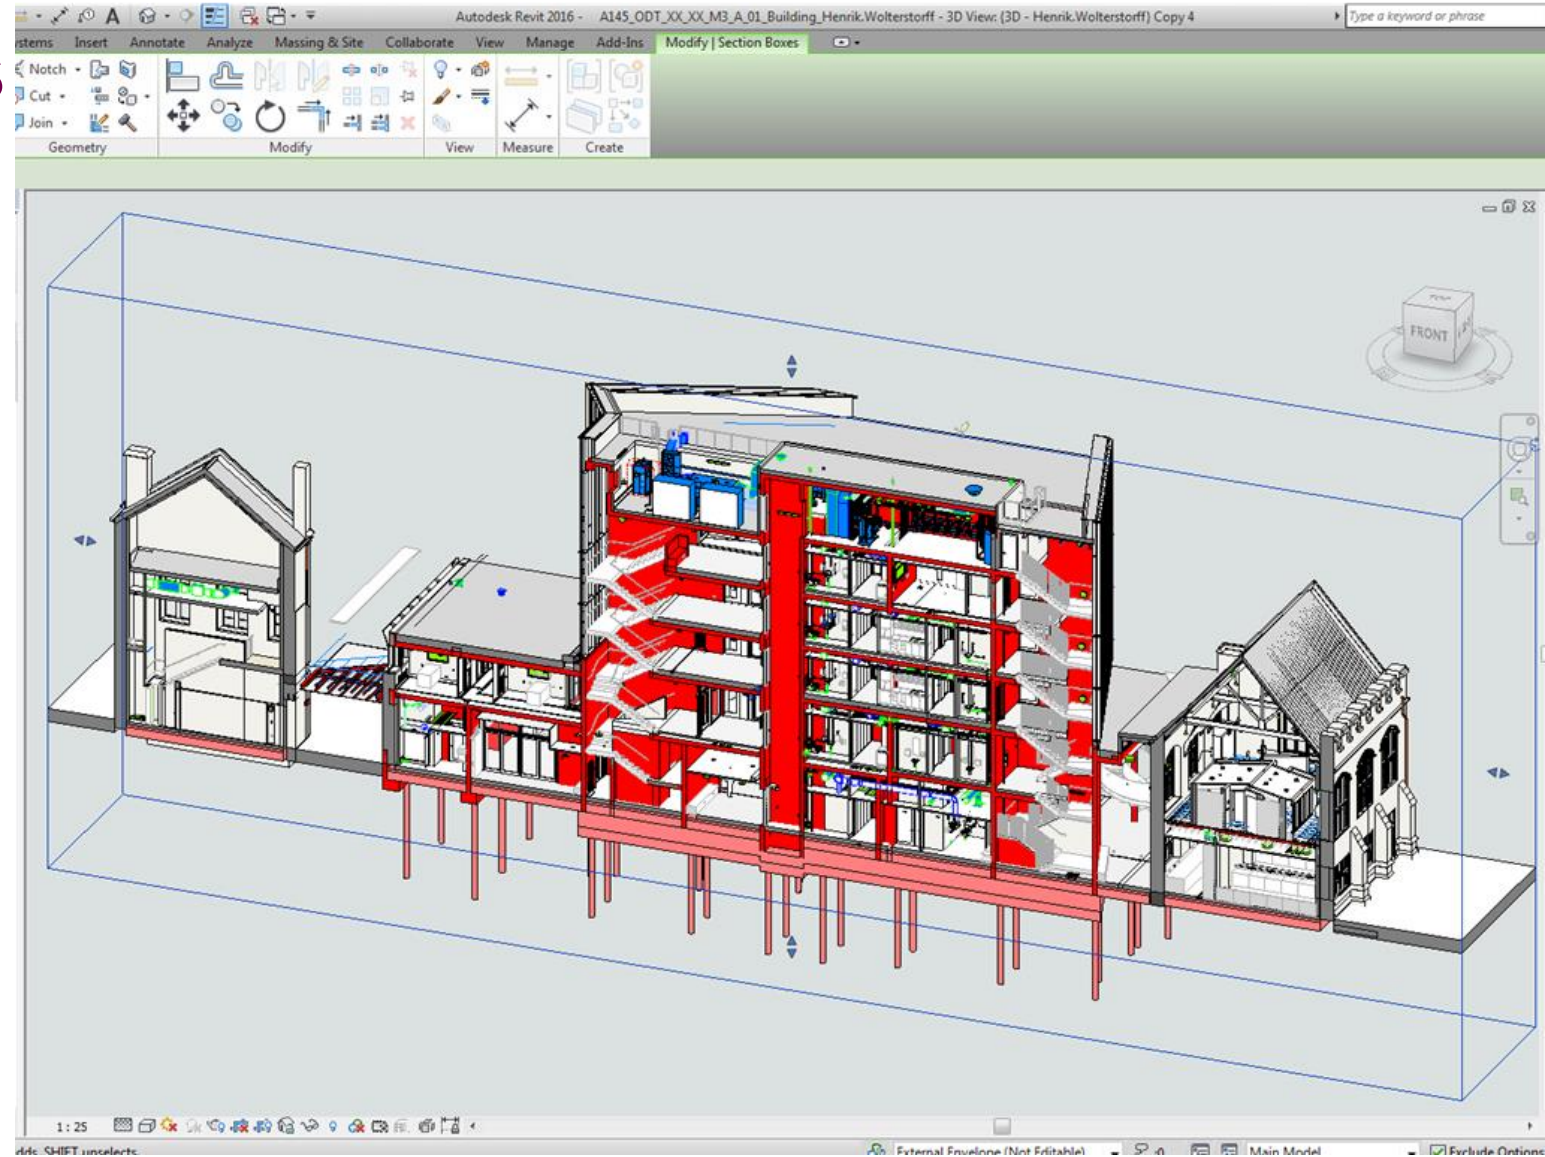 Autodesk Revit 2016 - A145_ODT_XX_XX_M3_A_01_Building_Henrik.Wolterstorff - 3D View: {3D - Henrik.Wolterstorff} Copy 4
Type a keyword or phrase
stems Insert Annotate Analyze Massing & Site Collaborate View Manage Add-Ins Modify | Section Boxes
Notch
Cut
Join
Geometry Modify View Measure Create
TOP
FRONT
1 : 25
dds, SHIFT unselects.
External Envelope (Not Editable) :0 Main Model Exclude Options